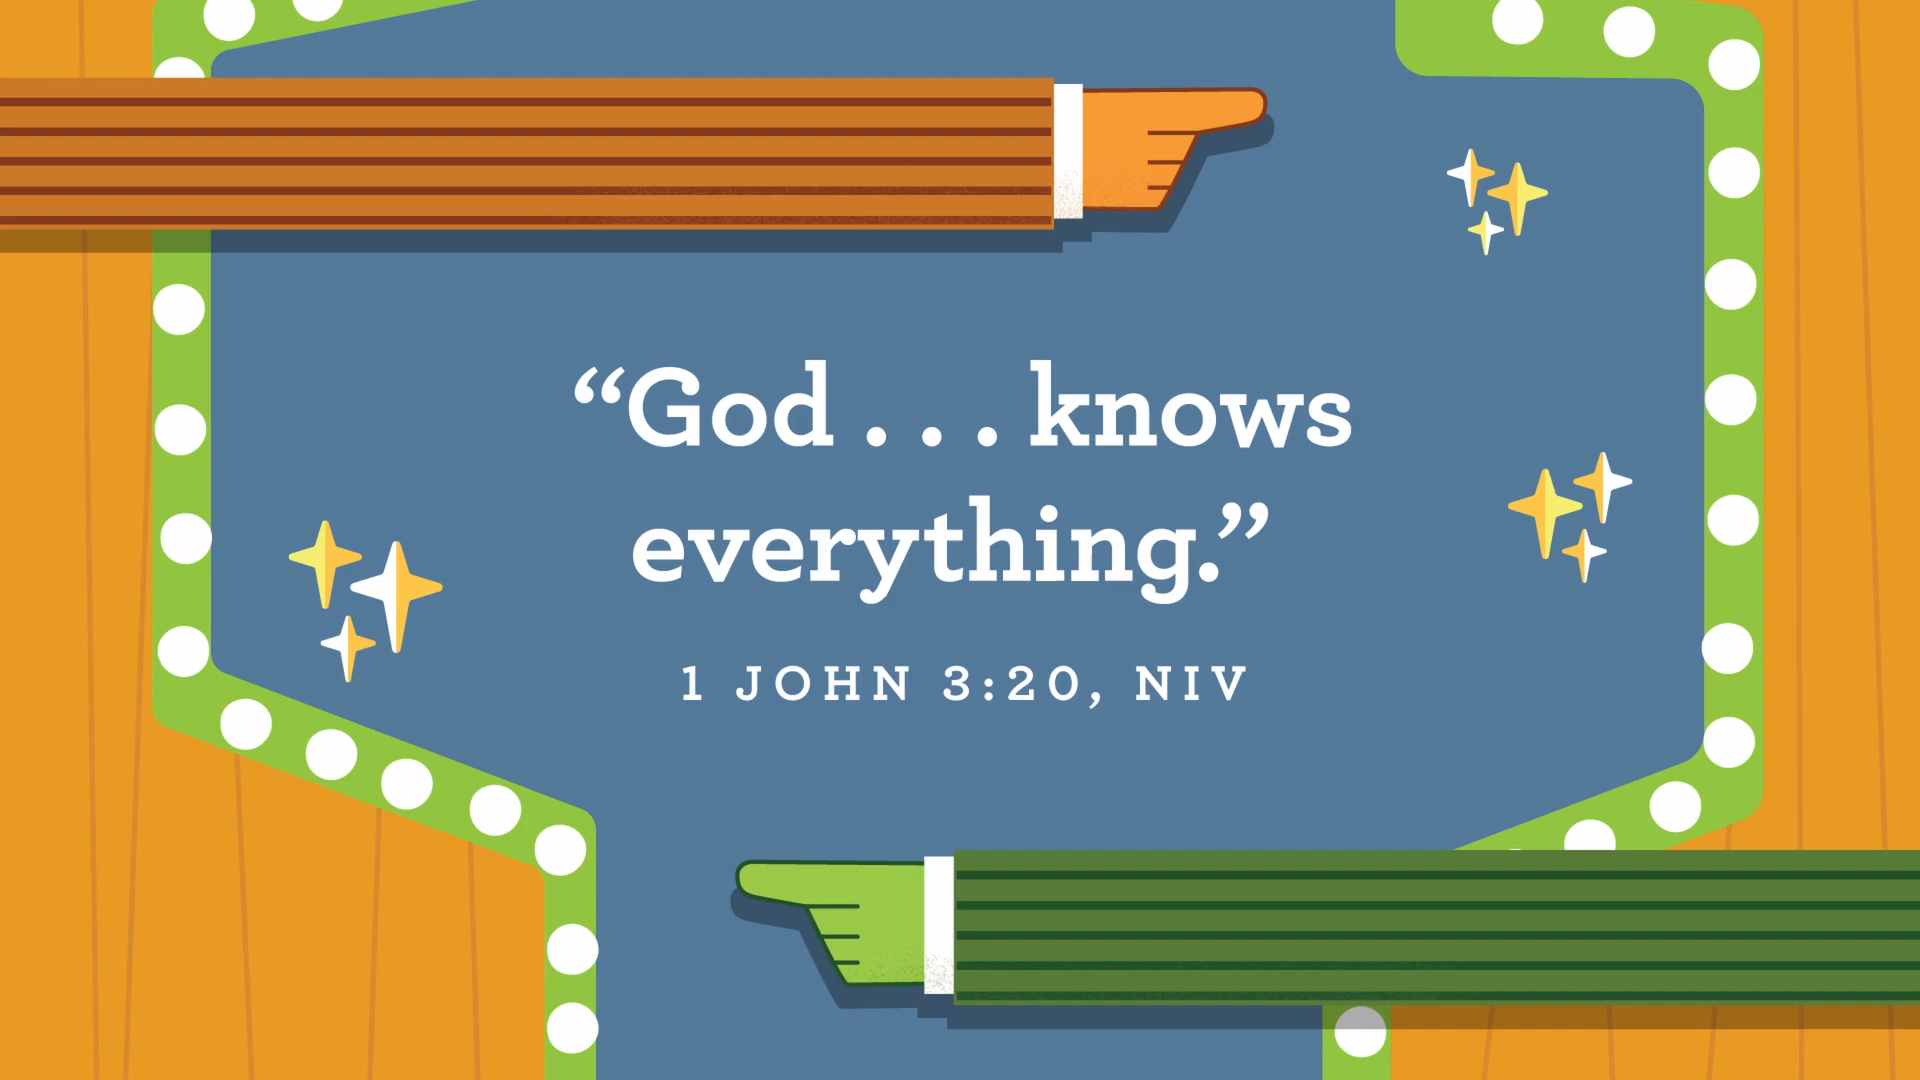 “God . . . knows
everything.”
1 JOHN 3:20, NIV